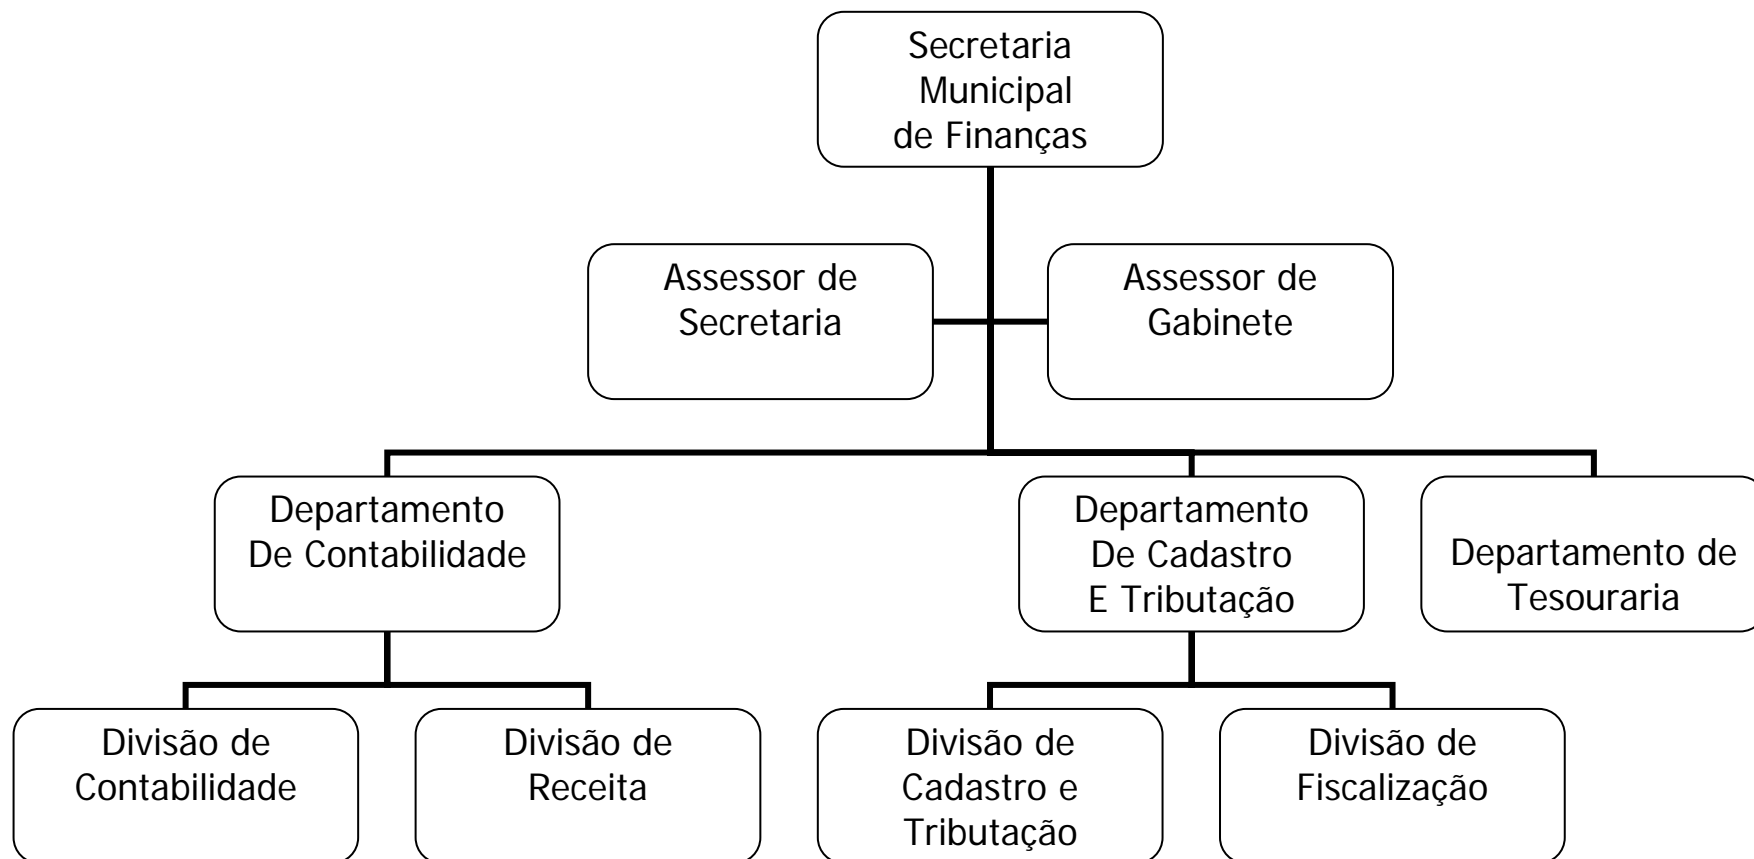 Secretaria
Municipal
de Finanças
Assessor de
Secretaria
Assessor de
Gabinete
Departamento
De Contabilidade
Departamento
De Cadastro
E Tributação
Departamento de
Tesouraria
Divisão de
Contabilidade
Divisão de
Receita
Divisão de
Cadastro e
Tributação
Divisão de
Fiscalização